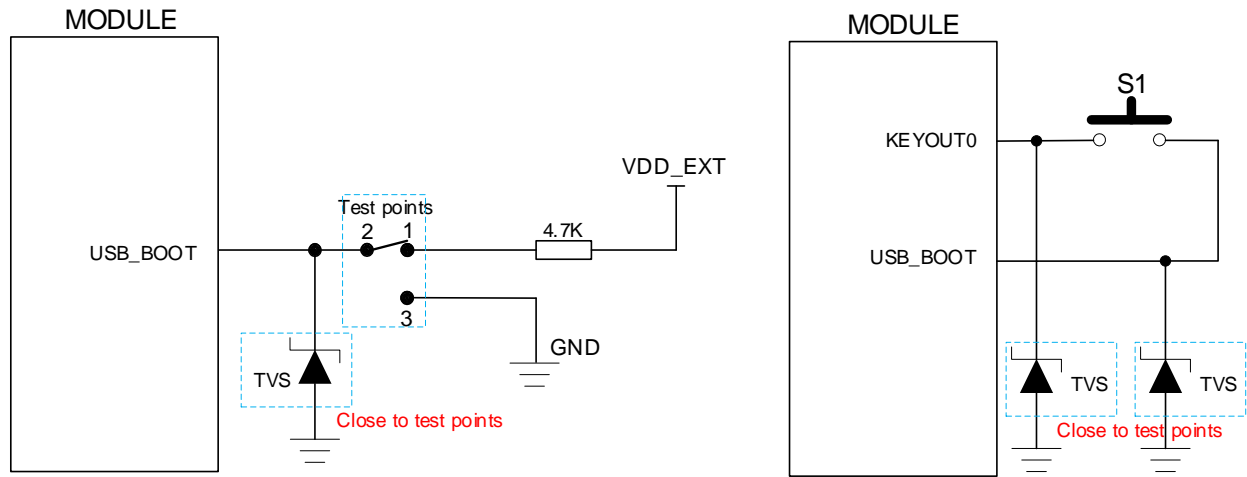 MODULE
USB_BOOT
Test points
2 1
3
4.7K
VDD_EXT
GND
TVS
Close to test points
MODULE
KEYOUT0
USB_BOOT
S1
TVS
TVS
Close to test points